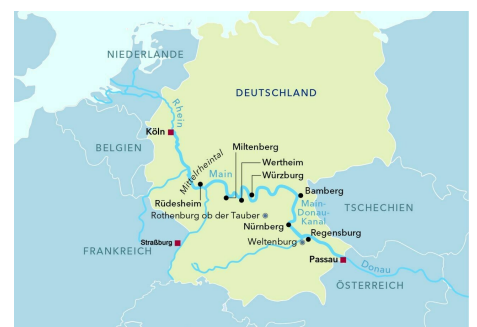 NIEDERLANDE
DEUTSCHLAND
Rhein
Köln
BELGIEN
Mittelrheintal
Miltenberg
Wertheim
Main
Würzburg
Rüdesheim
Bamberg
Rothenburg ob der Tauber
Main-
Donau-
Kanal
TSCHECHIEN
Nürnberg
Regensburg
Straßburg
Weltenburg
FRANKREICH
Passau
Donau
ÖSTERREICH